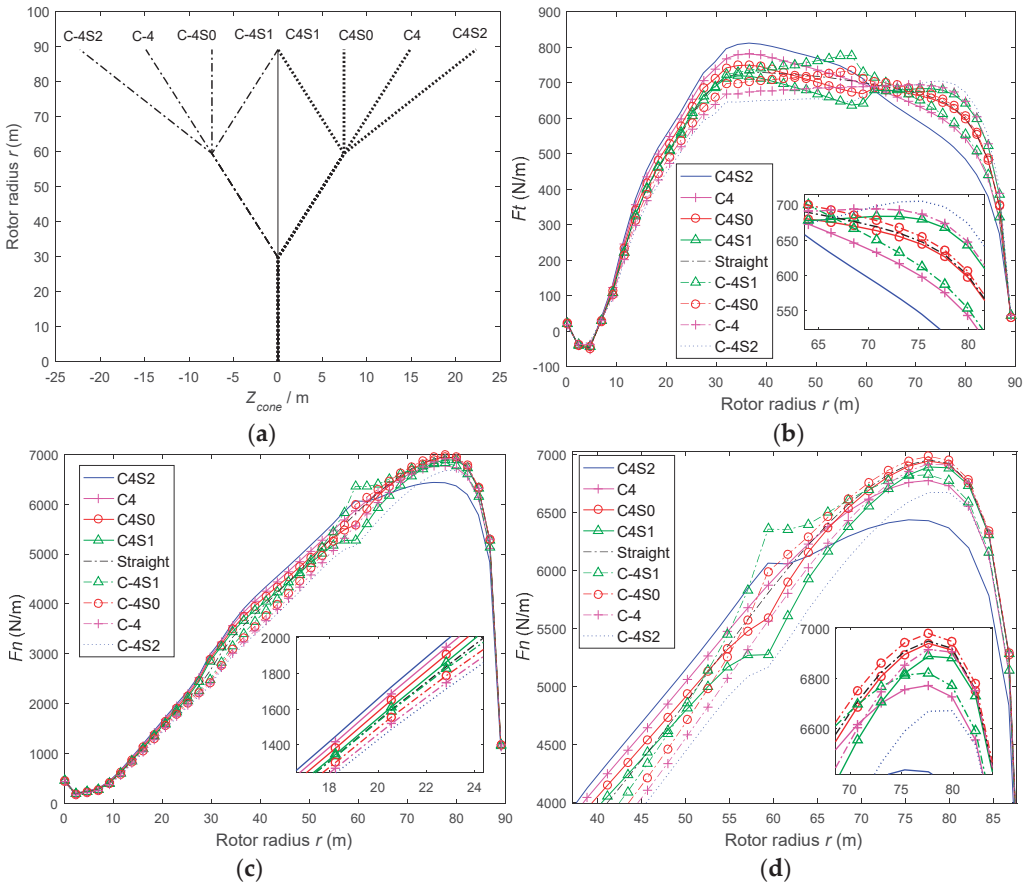 C-4S2 C-4 C-4S0 C-4S1 C4S1 C4S0 C4 C4S2
100
90
80
70
60
50
40
30
20
10
0
Rotor radius r (m)
-25 -20 -15 -10 -5 0 5 10 15 20 25
Z_cone / m
(a)
900
800
700
600
500
400
300
200
100
0
-100
Ft (N/m)
C4S2
C4
C4S0
C4S1
Straight
C-4S1
C-4S0
C-4
C-4S2
700
650
600
550
65 70 75 80
0 10 20 30 40 50 60 70 80 90
Rotor radius r (m)
(b)
7000
6000
5000
4000
3000
2000
1000
0
Fn (N/m)
C4S2
C4
C4S0
C4S1
Straight
C-4S1
C-4S0
C-4
C-4S2
2000
1800
1600
1400
18 20 22 24
0 10 20 30 40 50 60 70 80 90
Rotor radius r (m)
(c)
7000
6500
6000
5500
5000
4500
4000
Fn (N/m)
C4S2
C4
C4S0
C4S1
Straight
C-4S1
C-4S0
C-4
C-4S2
7000
6800
6600
70 75 80
40 45 50 55 60 65 70 75 80 85
Rotor radius r (m)
(d)